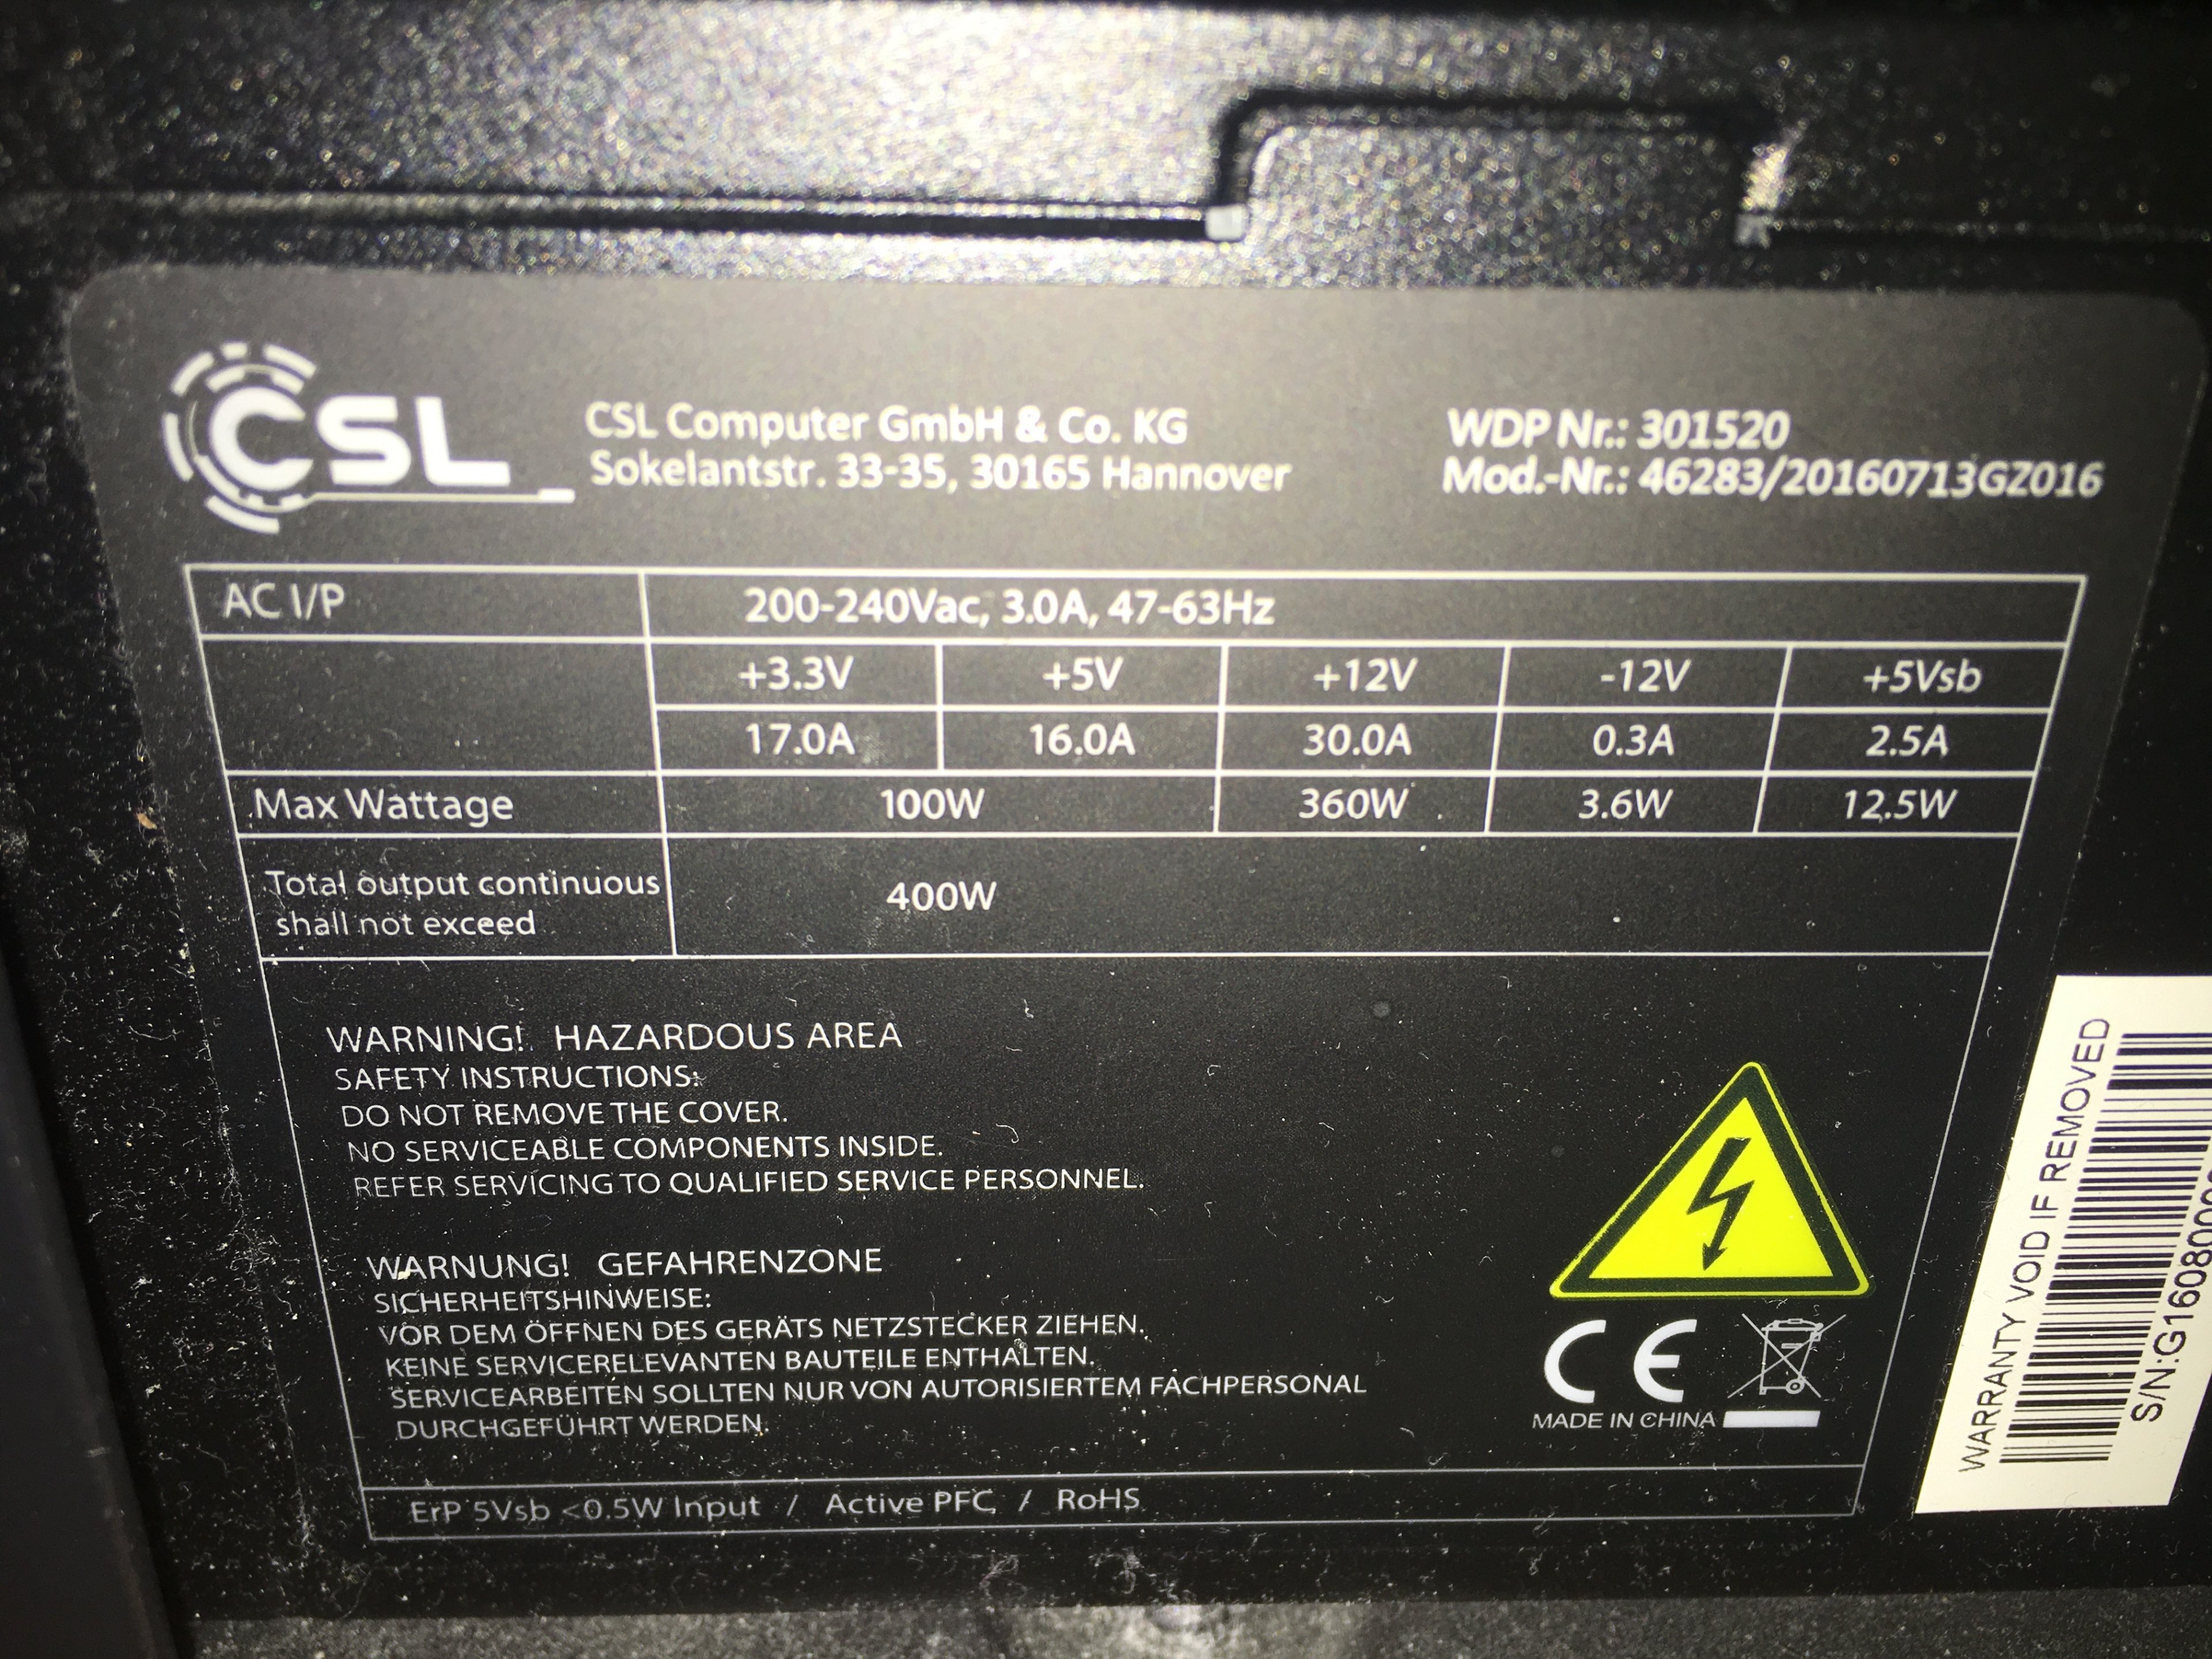 CSL
CSL Computer GmbH & Co. KG
Sokelantstr. 33-35, 30165 Hannover
WDP Nr.: 301520
Mod.-Nr.: 46283/20160713GZ016
AC I/P 200-240Vac, 3.0A, 47-63Hz
+3.3V +5V +12V -12V +5Vsb
17.0A 16.0A 30.0A 0.3A 2.5A
Max Wattage 100W 360W 3.6W 12.5W
Total output continuous
shall not exceed
400W
WARNING! HAZARDOUS AREA
SAFETY INSTRUCTIONS:
DO NOT REMOVE THE COVER.
NO SERVICEABLE COMPONENTS INSIDE.
REFER SERVICING TO QUALIFIED SERVICE PERSONNEL.
WARNUNG! GEFAHRENZONE
SICHERHEITSHINWEISE:
VOR DEM ÖFFNEN DES GERÄTS NETZSTECKER ZIEHEN.
KEINE SERVICERELEVANTEN BAUTEILE ENTHALTEN.
SERVICEARBEITEN SOLLTEN NUR VON AUTORISIERTEM FACHPERSONAL
DURCHGEFÜHRT WERDEN.
CE
MADE IN CHINA
ErP 5Vsb <0.5W Input / Active PFC / RoHS
WARRANTY VOID IF REMOVED